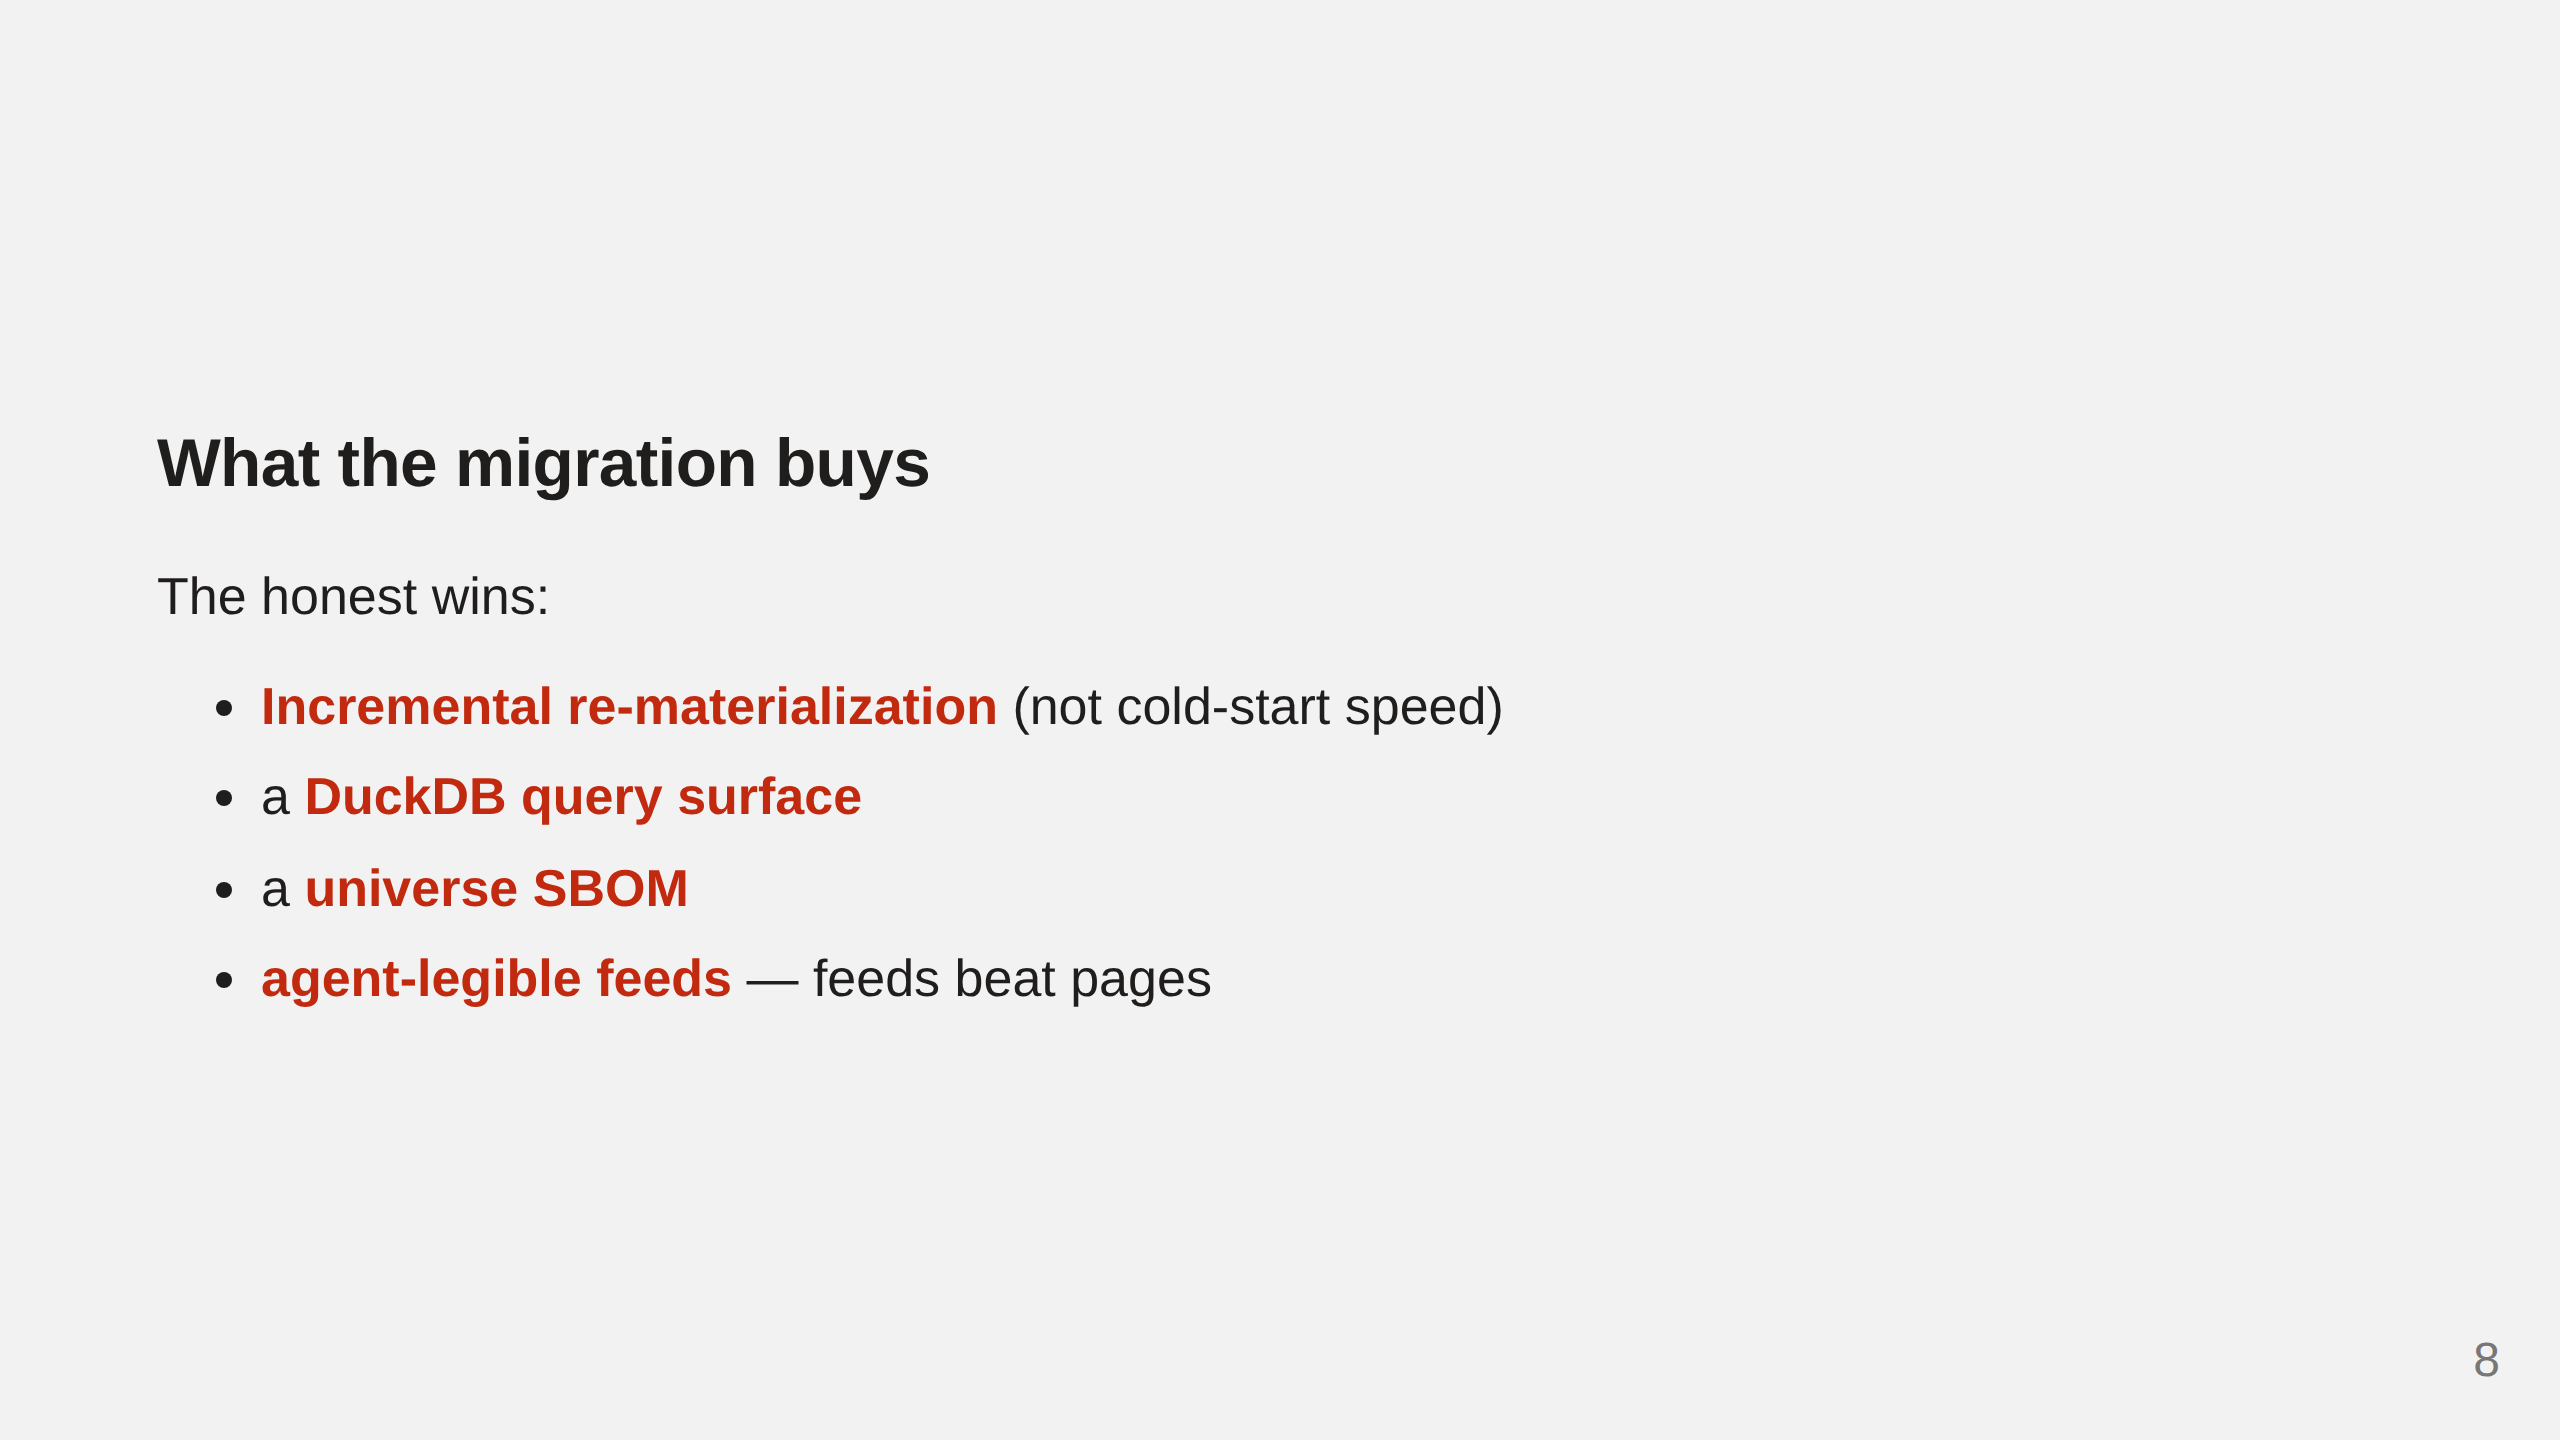 What the migration buys
The honest wins:
• Incremental re-materialization (not cold-start speed)
• a DuckDB query surface
• a universe SBOM
• agent-legible feeds — feeds beat pages
8